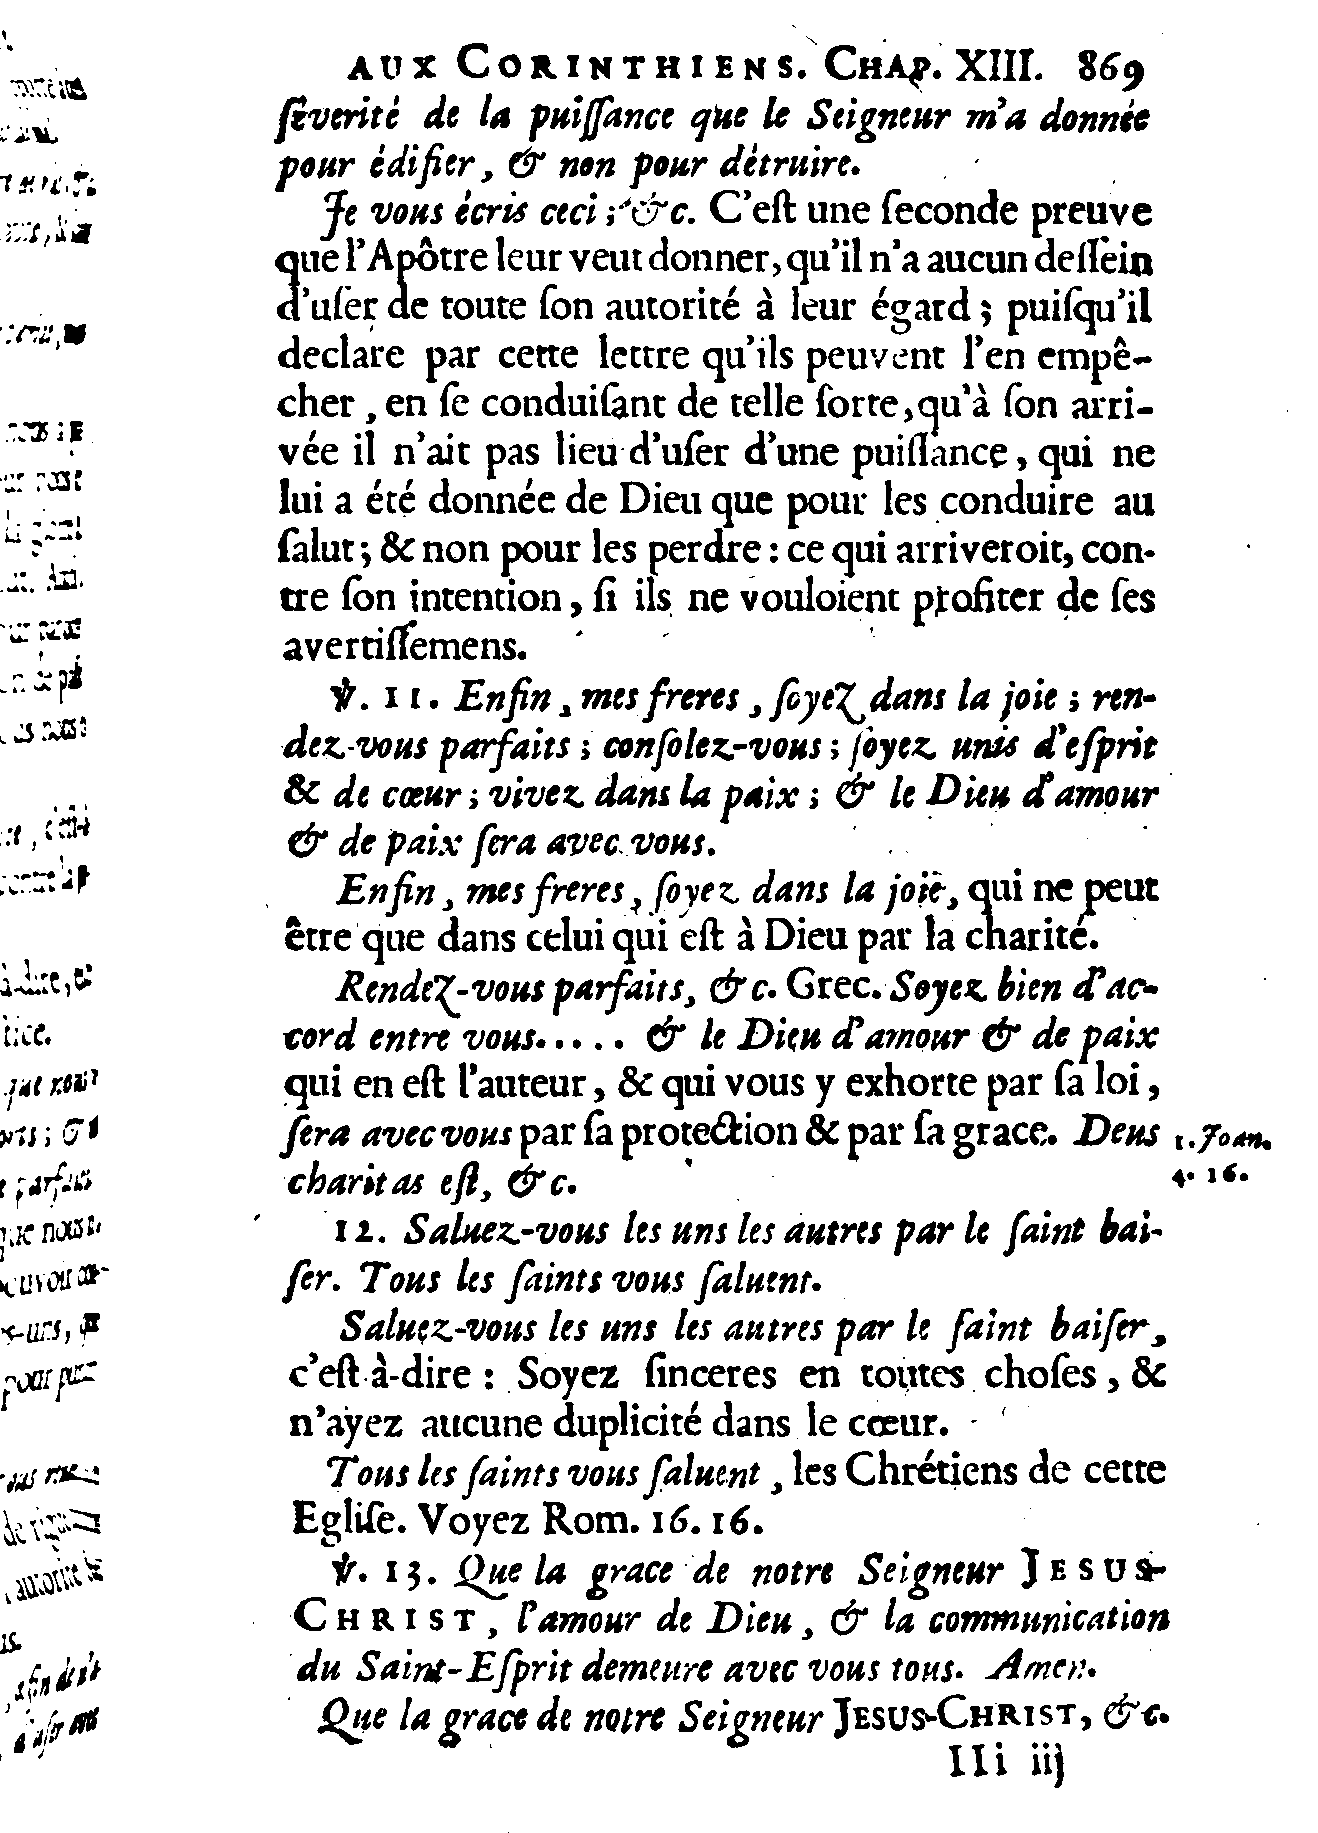 AUX CORINTHIENS. CHAP. XIII. 869
ſéverité de la puiſſance que le Seigneur m'a donnée
pour édifier, & non pour détruire.
Je vous écris ceci ; &c. C'eſt une ſeconde preuve
que l'Apôtre leur veut donner, qu'il n'a aucun deſſein
d'uſer de toute ſon autorité à leur égard ; puiſqu'il
declare par cette lettre qu'ils peuvent l'en empê-
cher, en ſe conduiſant de telle ſorte, qu'à ſon arri-
vée il n'ait pas lieu d'uſer d'une puiſſance, qui ne
lui a été donnée de Dieu que pour les conduire au
ſalut ; & non pour les perdre : ce qui arriveroit, con-
tre ſon intention, ſi ils ne vouloient profiter de ſes
avertiſſemens.
℣. 11. Enfin, mes freres, ſoyez dans la joie ; ren-
dez-vous parfaits ; conſolez-vous ; ſoyez unis d'eſprit
& de cœur ; vivez dans la paix ; & le Dieu d'amour
& de paix ſera avec vous.
Enfin, mes freres, ſoyez dans la joie, qui ne peut
être que dans celui qui eſt à Dieu par la charité.
Rendez-vous parfaits, &c. Grec. Soyez bien d'ac-
cord entre vous..... & le Dieu d'amour & de paix
qui en eſt l'auteur, & qui vous y exhorte par ſa loi,
ſera avec vous par ſa protection & par ſa grace. Deus
charitas eſt, &c.
1. Joan.
4. 16.
12. Saluez-vous les uns les autres par le ſaint bai-
ſer. Tous les ſaints vous ſaluent.
Saluez-vous les uns les autres par le ſaint baiſer,
c'eſt-à-dire : Soyez ſinceres en toutes choſes, &
n'ayez aucune duplicité dans le cœur.
Tous les ſaints vous ſaluent, les Chrétiens de cette
Egliſe. Voyez Rom. 16. 16.
℣. 13. Que la grace de notre Seigneur JESUS-
CHRIST, l'amour de Dieu, & la communication
du Saint-Eſprit demeure avec vous tous. Amen.
Que la grace de notre Seigneur JESUS-CHRIST, &c.
IIi iij